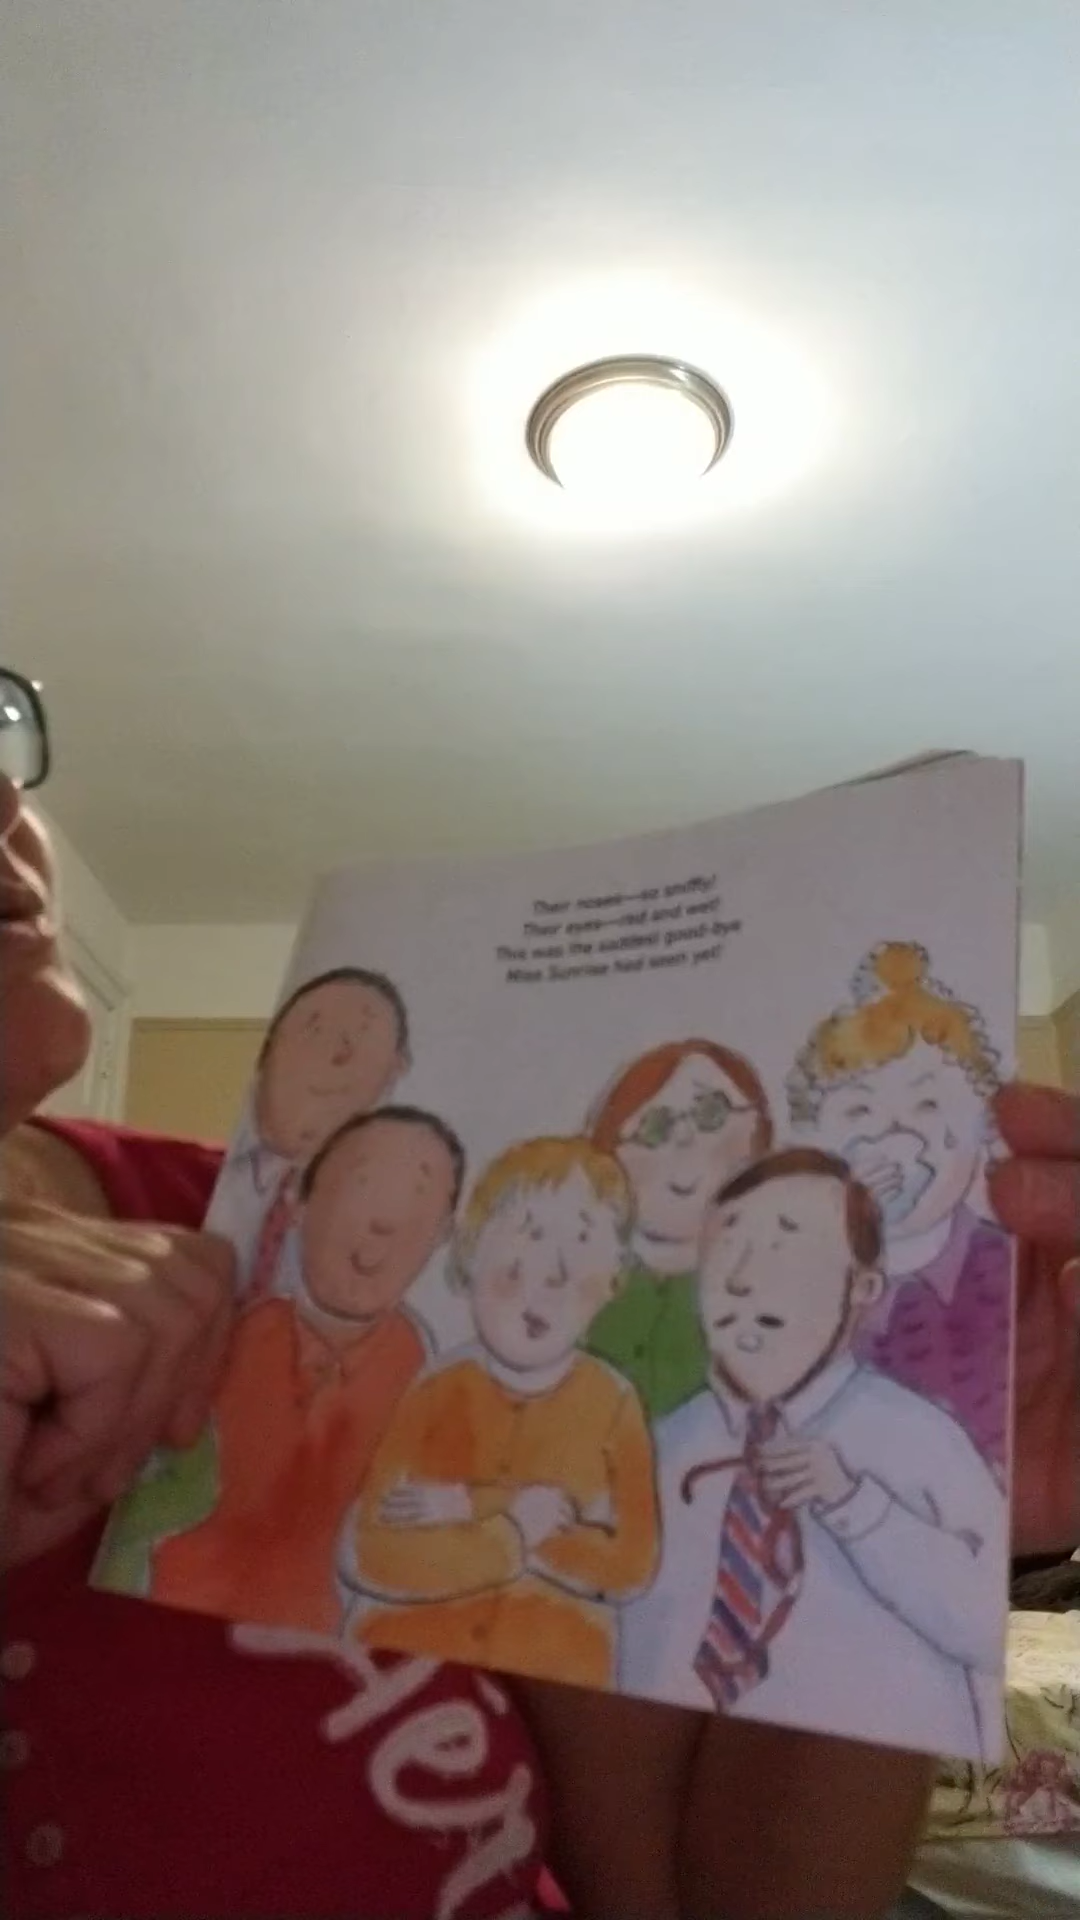 Their noses—so sniffly!
Their eyes—red and wet!
This was the saddest good-bye
Miss Sunrise had seen yet!